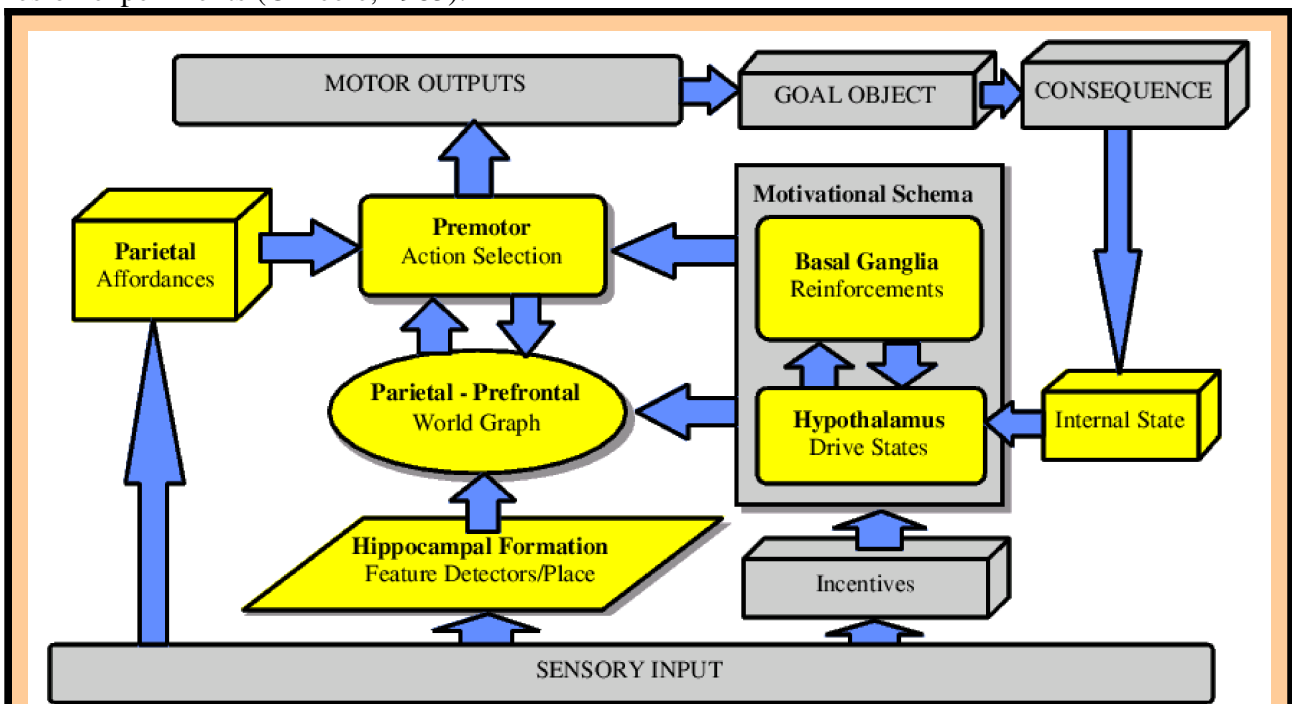 MOTOR OUTPUTS
GOAL OBJECT
CONSEQUENCE
Motivational Schema
Parietal
Affordances
Premotor
Action Selection
Basal Ganglia
Reinforcements
Parietal - Prefrontal
World Graph
Hypothalamus
Drive States
Internal State
Hippocampal Formation
Feature Detectors/Place
Incentives
SENSORY INPUT